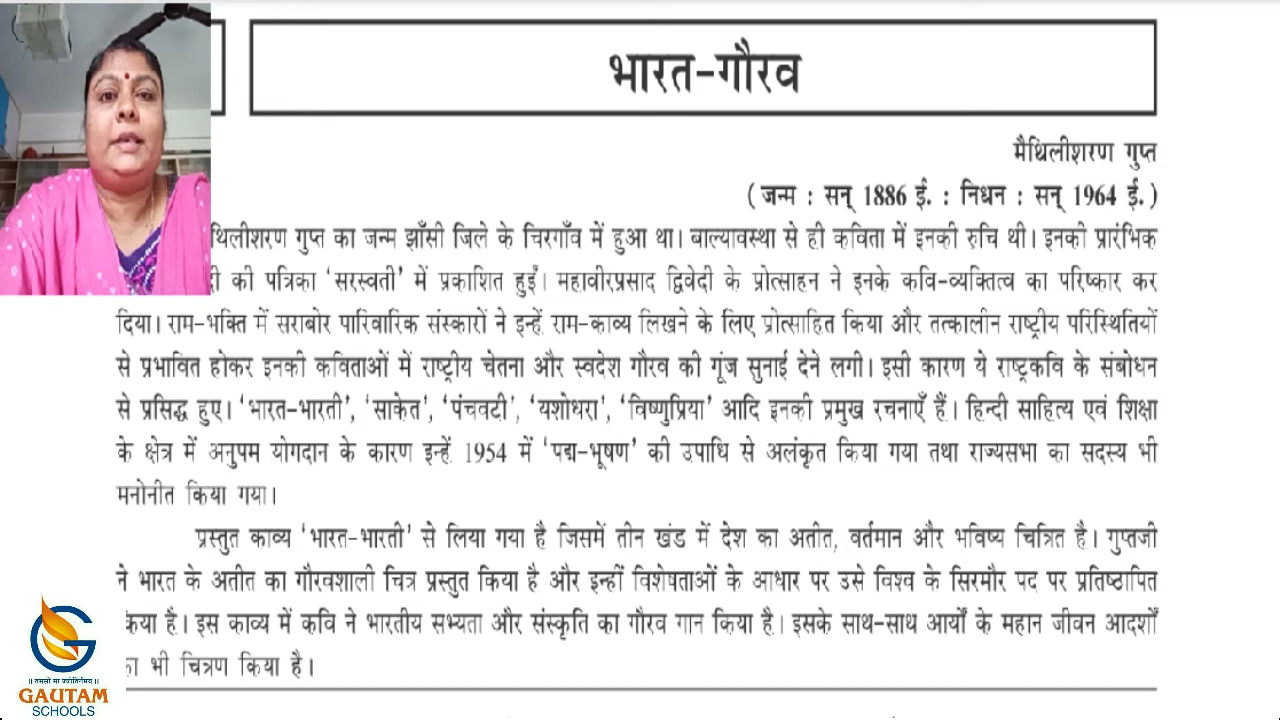 भारत-गौरव
मैथिलीशरण गुप्त
( जन्म : सन् 1886 ई. : निधन : सन् 1964 ई. )
थिलीशरण गुप्त का जन्म झाँसी जिले के चिरगाँव में हुआ था। बाल्यावस्था से ही कविता में इनकी रुचि थी। इनकी प्रारंभिक
की पत्रिका ‘सरस्वती’ में प्रकाशित हुईं। महावीरप्रसाद द्विवेदी के प्रोत्साहन ने इनके कवि-व्यक्तित्व का परिष्कार कर
दिया। राम-भक्ति में सराबोर पारिवारिक संस्कारों ने इन्हें राम-काव्य लिखने के लिए प्रोत्साहित किया और तत्कालीन राष्ट्रीय परिस्थितियों
से प्रभावित होकर इनकी कविताओं में राष्ट्रीय चेतना और स्वदेश गौरव की गूंज सुनाई देने लगी। इसी कारण ये राष्ट्रकवि के संबोधन
से प्रसिद्ध हुए। ‘भारत-भारती’, ‘साकेत’, ‘पंचवटी’, ‘यशोधरा’, ‘विष्णुप्रिया’ आदि इनकी प्रमुख रचनाएँ हैं। हिन्दी साहित्य एवं शिक्षा
के क्षेत्र में अनुपम योगदान के कारण इन्हें 1954 में ‘पद्म-भूषण’ की उपाधि से अलंकृत किया गया तथा राज्यसभा का सदस्य भी
मनोनीत किया गया।
प्रस्तुत काव्य ‘भारत-भारती’ से लिया गया है जिसमें तीन खंड में देश का अतीत, वर्तमान और भविष्य चित्रित है। गुप्तजी
ने भारत के अतीत का गौरवशाली चित्र प्रस्तुत किया है और इन्हीं विशेषताओं के आधार पर उसे विश्व के सिरमौर पद पर प्रतिष्ठापित
किया है। इस काव्य में कवि ने भारतीय सभ्यता और संस्कृति का गौरव गान किया है। इसके साथ-साथ आर्यों के महान जीवन आदर्शों
का भी चित्रण किया है।
॥ तमसो मा ज्योतिर्गमय ॥
GAUTAM
SCHOOLS